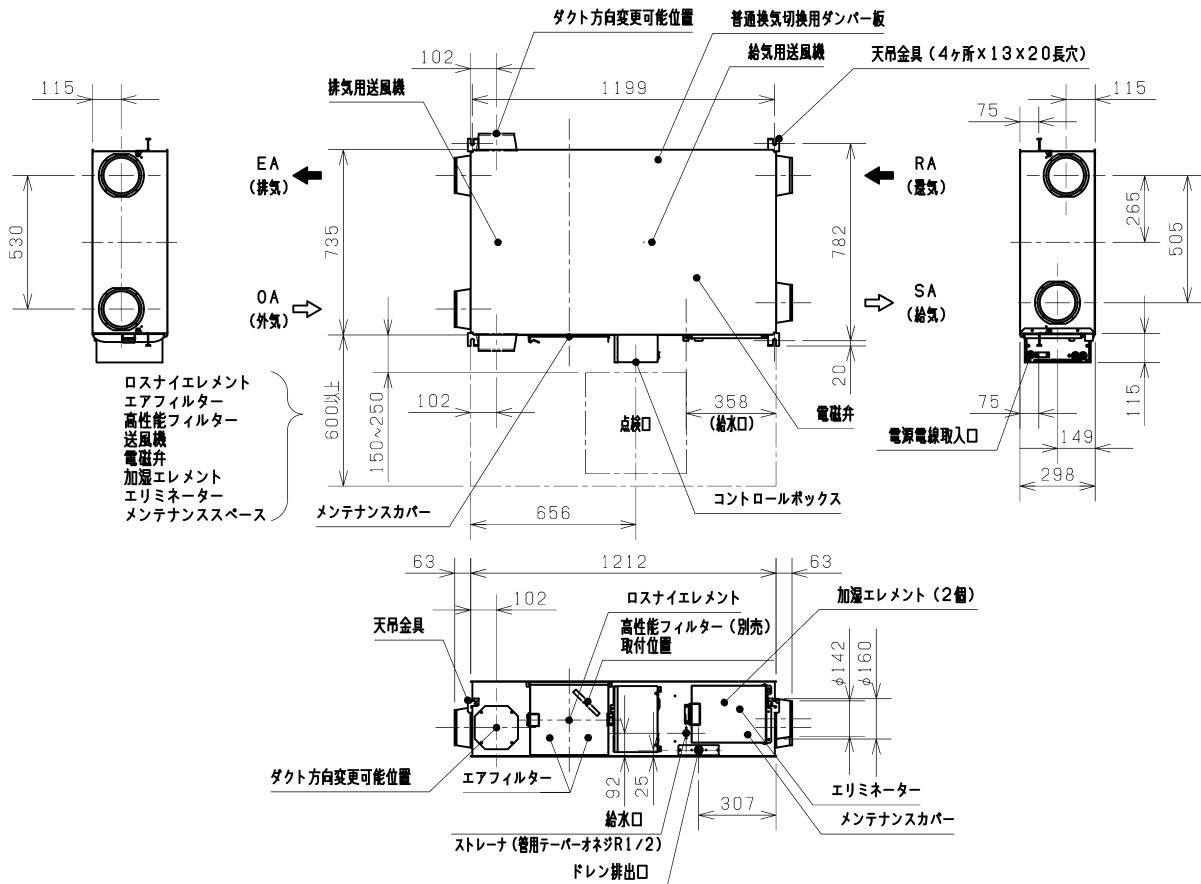 ダクト方向変更可能位置
普通換気切換用ダンパー板
給気用送風機
天吊金具(4ヶ所×13×20長穴)
排気用送風機
102
1199
115
115
75
EA
(排気)
RA
(還気)
530
735
782
265
505
OA
(外気)
SA
(給気)
20
115
ロスナイエレメント
エアフィルター
高性能フィルター
送風機
電磁弁
加湿エレメント
エリミネーター
メンテナンススペース
600以上
150~250
102
点検口
358
(給水口)
電磁弁
75
149
電源電線取入口
298
メンテナンスカバー
656
コントロールボックス
63
1212
63
102
ロスナイエレメント
加湿エレメント(2個)
天吊金具
高性能フィルター(別売)
取付位置
φ142
φ160
ダクト方向変更可能位置
エアフィルター
92
25
307
エリミネーター
給水口
メンテナンスカバー
ストレーナ(管用テーパーオネジR1/2)
ドレン排出口